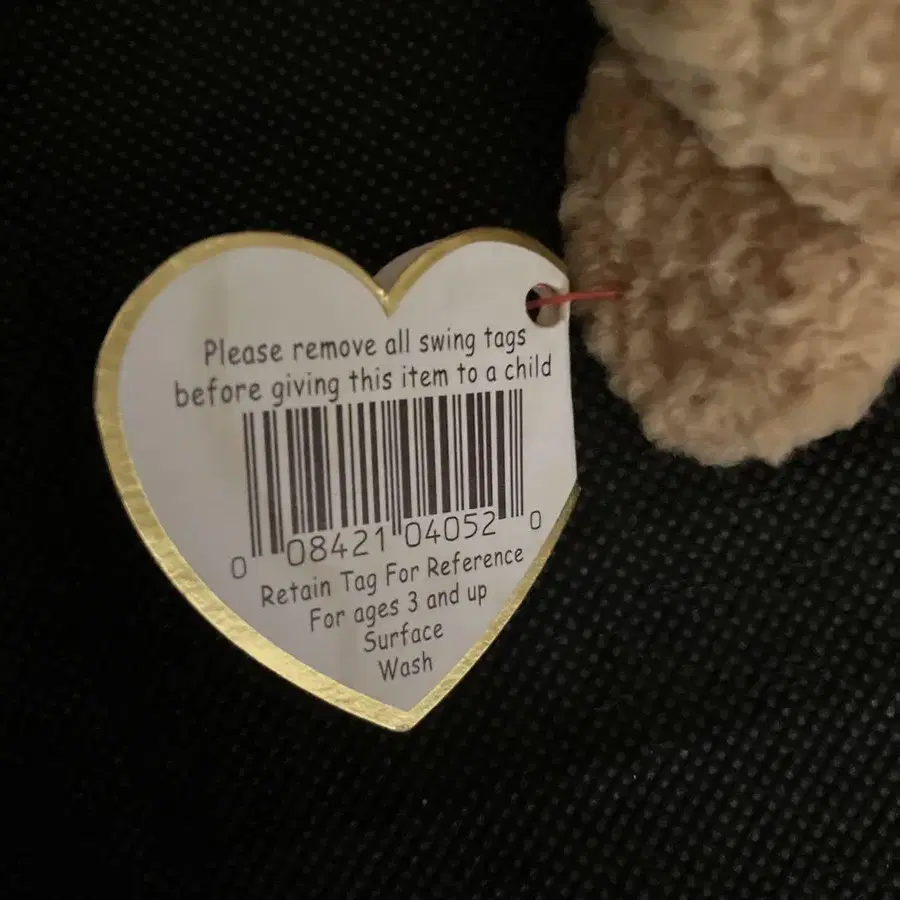 Please remove all swing tags
before giving this item to a child
0 08421 04052 0
Retain Tag For Reference
For ages 3 and up
Surface
Wash